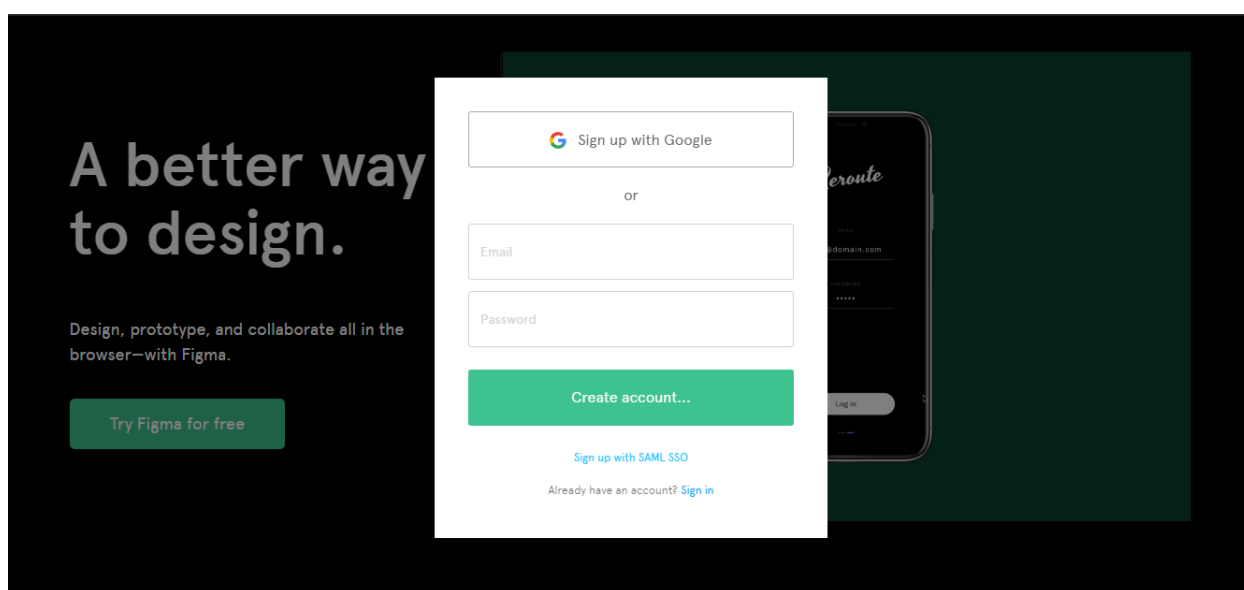 A better way
to design.
Design, prototype, and collaborate all in the
browser—with Figma.
Try Figma for free
Sign up with Google
or
Email
Password
Create account...
Sign up with SAML SSO
Already have an account? Sign in
eroute
@domain.com
Log in